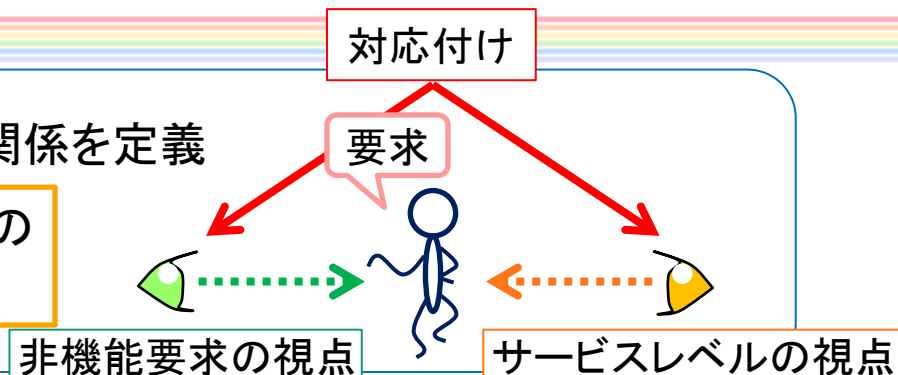 対応付け
関係を定義
要求
の
非機能要求の視点
サービスレベルの視点